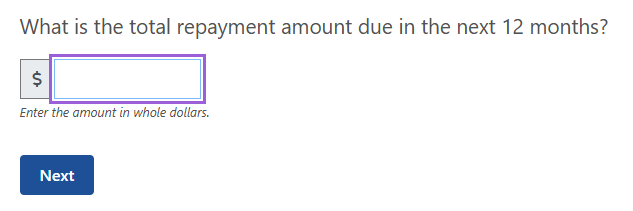 What is the total repayment amount due in the next 12 months?
$
Enter the amount in whole dollars.
Next